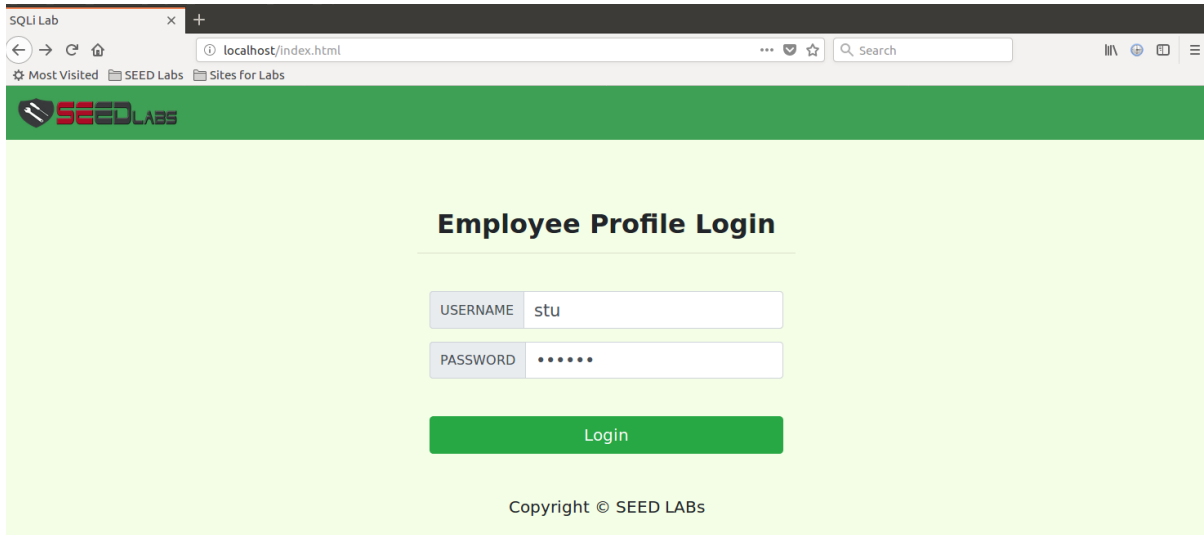 SQLi Lab
localhost/index.html
Search
Most Visited SEED Labs Sites for Labs
SEEDLABS
Employee Profile Login
USERNAME stu
PASSWORD ••••••
Login
Copyright © SEED LABs